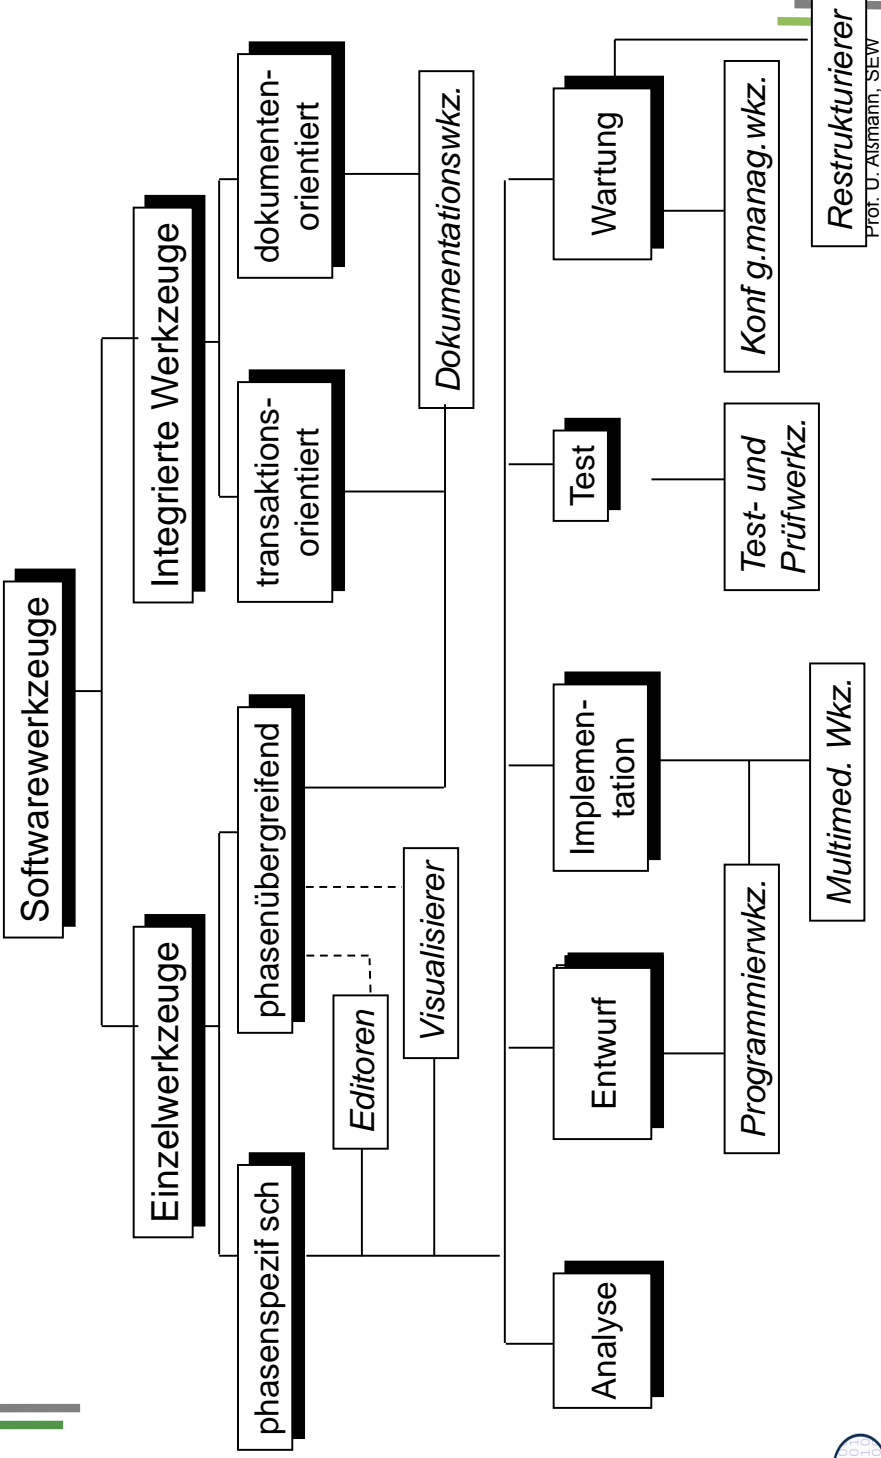 Softwarewerkzeuge
Einzelwerkzeuge
Integrierte Werkzeuge
phasenspezif sch
phasenübergreifend
transaktions-
orientiert
dokumenten-
orientiert
Editoren
Visualisierer
Dokumentationswkz.
Analyse
Entwurf
Implemen-
tation
Test
Wartung
Programmierwkz.
Test- und
Prüfwerkz.
Konf g.manag.wkz.
Multimed. Wkz.
Restrukturierer
Prof. U. Aßmann, SEW